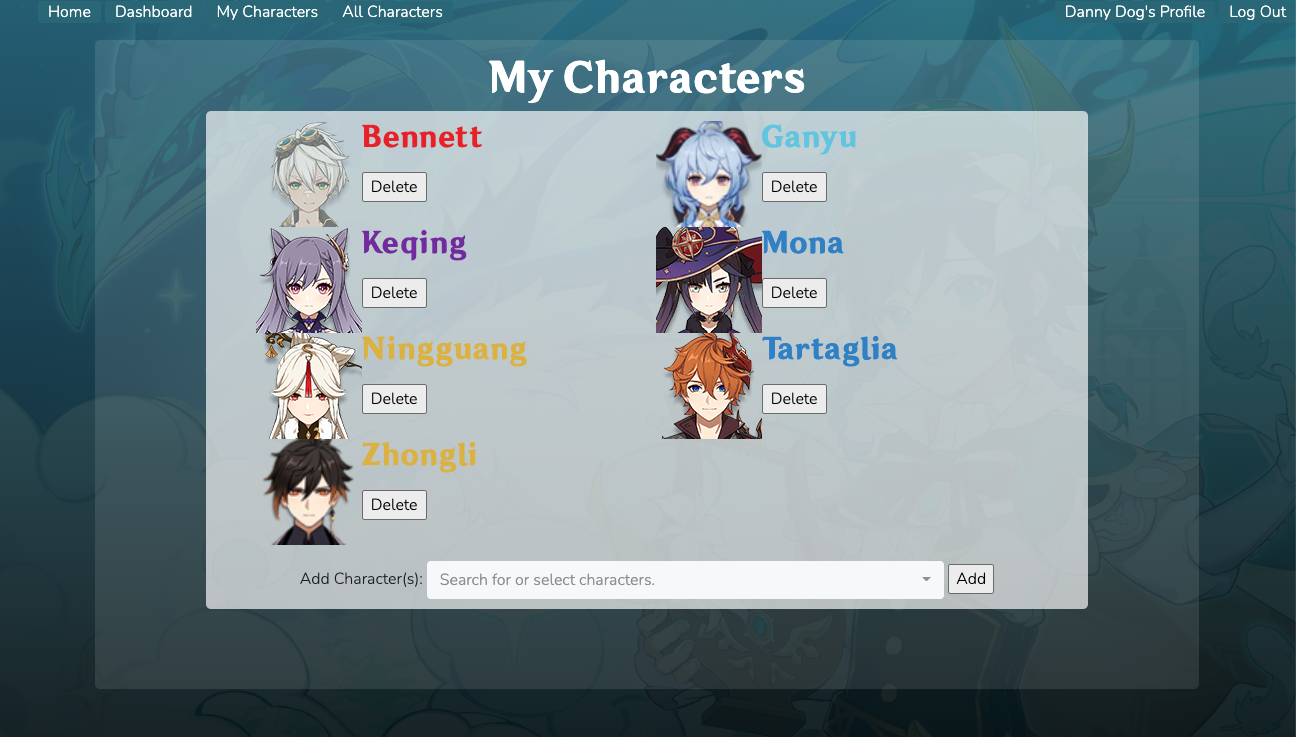 Home Dashboard My Characters All Characters Danny Dog's Profile Log Out
My Characters
Bennett Ganyu
Delete Delete
Keqing Mona
Delete Delete
Ningguang Tartaglia
Delete Delete
Zhongli
Delete
Add Character(s): Search for or select characters. Add